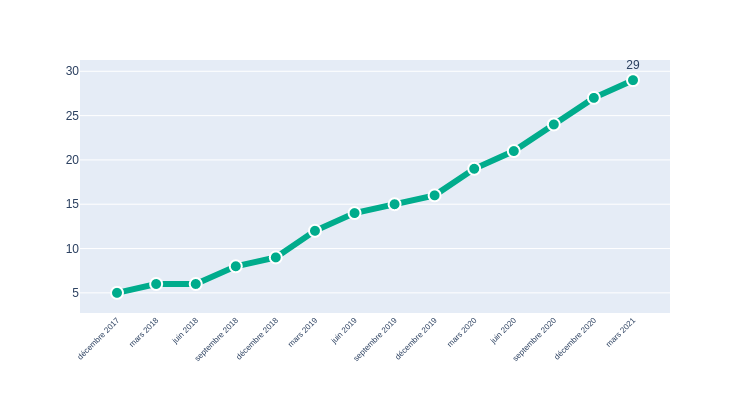 29
30
25
20
15
10
5
décembre 2017
mars 2018
juin 2018
septembre 2018
décembre 2018
mars 2019
juin 2019
septembre 2019
décembre 2019
mars 2020
juin 2020
septembre 2020
décembre 2020
mars 2021